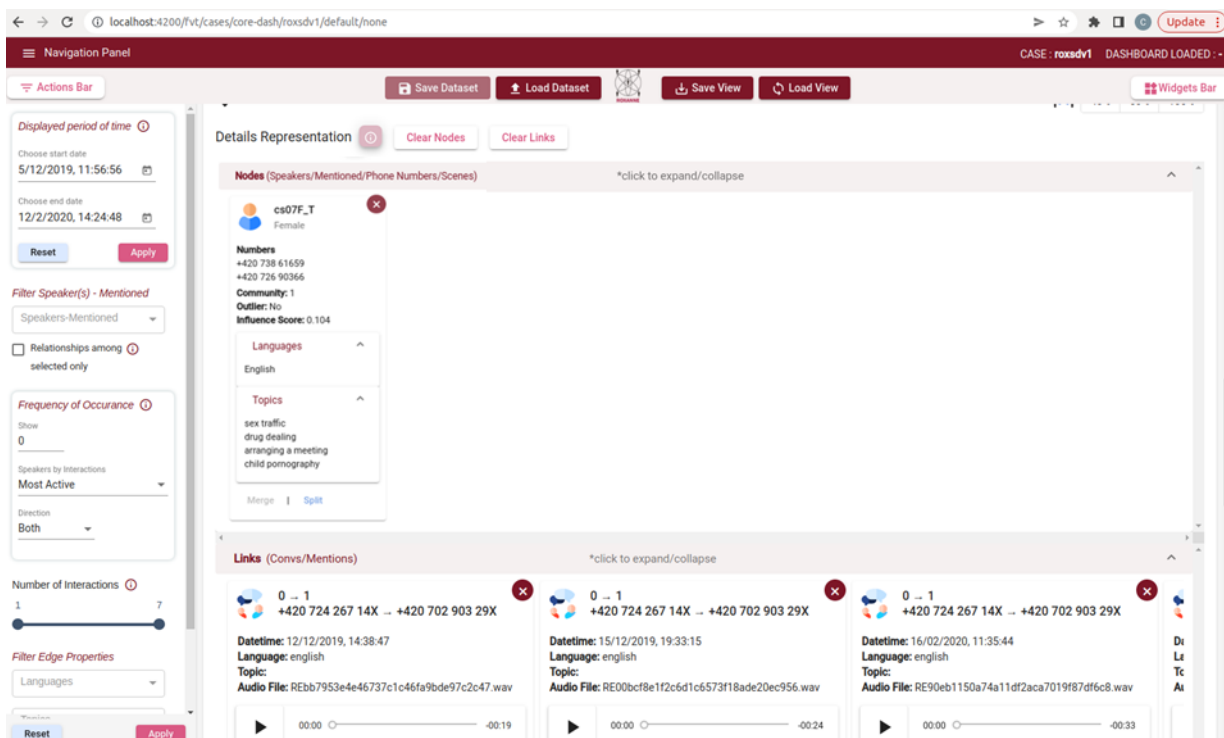 localhost:4200/fvt/cases/core-dash/roxsdv1/default/none
C
Update
Navigation Panel
CASE : roxsdv1 DASHBOARD LOADED : -
Actions Bar
Save Dataset
Load Dataset
ROXANNE
Save View
Load View
Widgets Bar
Displayed period of time
Choose start date
5/12/2019, 11:56:56
Choose end date
12/2/2020, 14:24:48
Reset
Apply
Filter Speaker(s) - Mentioned
Speakers-Mentioned
Relationships among
selected only
Frequency of Occurance
Show
0
Speakers by Interactions
Most Active
Direction
Both
Number of Interactions
1 7
Filter Edge Properties
Languages
Reset
Apply
Details Representation
Clear Nodes
Clear Links
Nodes (Speakers/Mentioned/Phone Numbers/Scenes)
*click to expand/collapse
cs07F_T
Female
Numbers
+420 738 61659
+420 726 90366
Community: 1
Outlier: No
Influence Score: 0.104
Languages
English
Topics
sex traffic
drug dealing
arranging a meeting
child pornography
Merge | Split
Links (Convs/Mentions)
*click to expand/collapse
0 → 1
+420 724 267 14X → +420 702 903 29X
Datetime: 12/12/2019, 14:38:47
Language: english
Topic:
Audio File: REbb7953e4e46737c1c46fa9bde97c2c47.wav
00:00 -00:19
0 → 1
+420 724 267 14X → +420 702 903 29X
Datetime: 15/12/2019, 19:33:15
Language: english
Topic:
Audio File: RE00bcf8e1f2c6d1c6573f18ade20ec956.wav
00:00 -00:24
0 → 1
+420 724 267 14X → +420 702 903 29X
Datetime: 16/02/2020, 11:35:44
Language: english
Topic:
Audio File: RE90eb1150a74a11df2aca7019f87df6c8.wav
00:00 -00:33